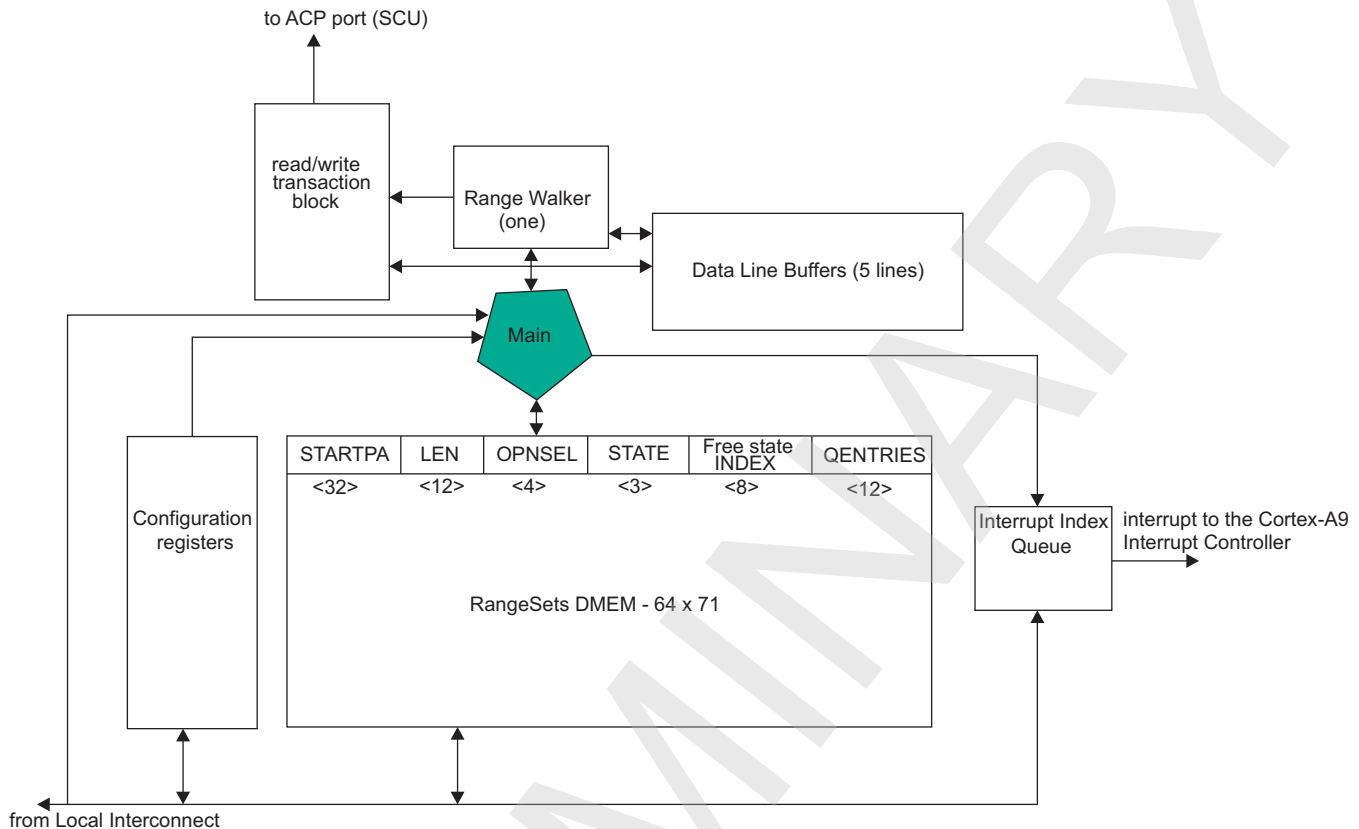 to ACP port (SCU)
read/write
transaction
block
Range Walker
(one)
Data Line Buffers (5 lines)
Main
STARTPA
LEN
OPNSEL
STATE
Free state
INDEX
QENTRIES
<32>
<12>
<4>
<3>
<8>
<12>
Configuration
registers
RangeSets DMEM - 64 x 71
Interrupt Index
Queue
interrupt to the Cortex-A9
Interrupt Controller
from Local Interconnect
MINARY